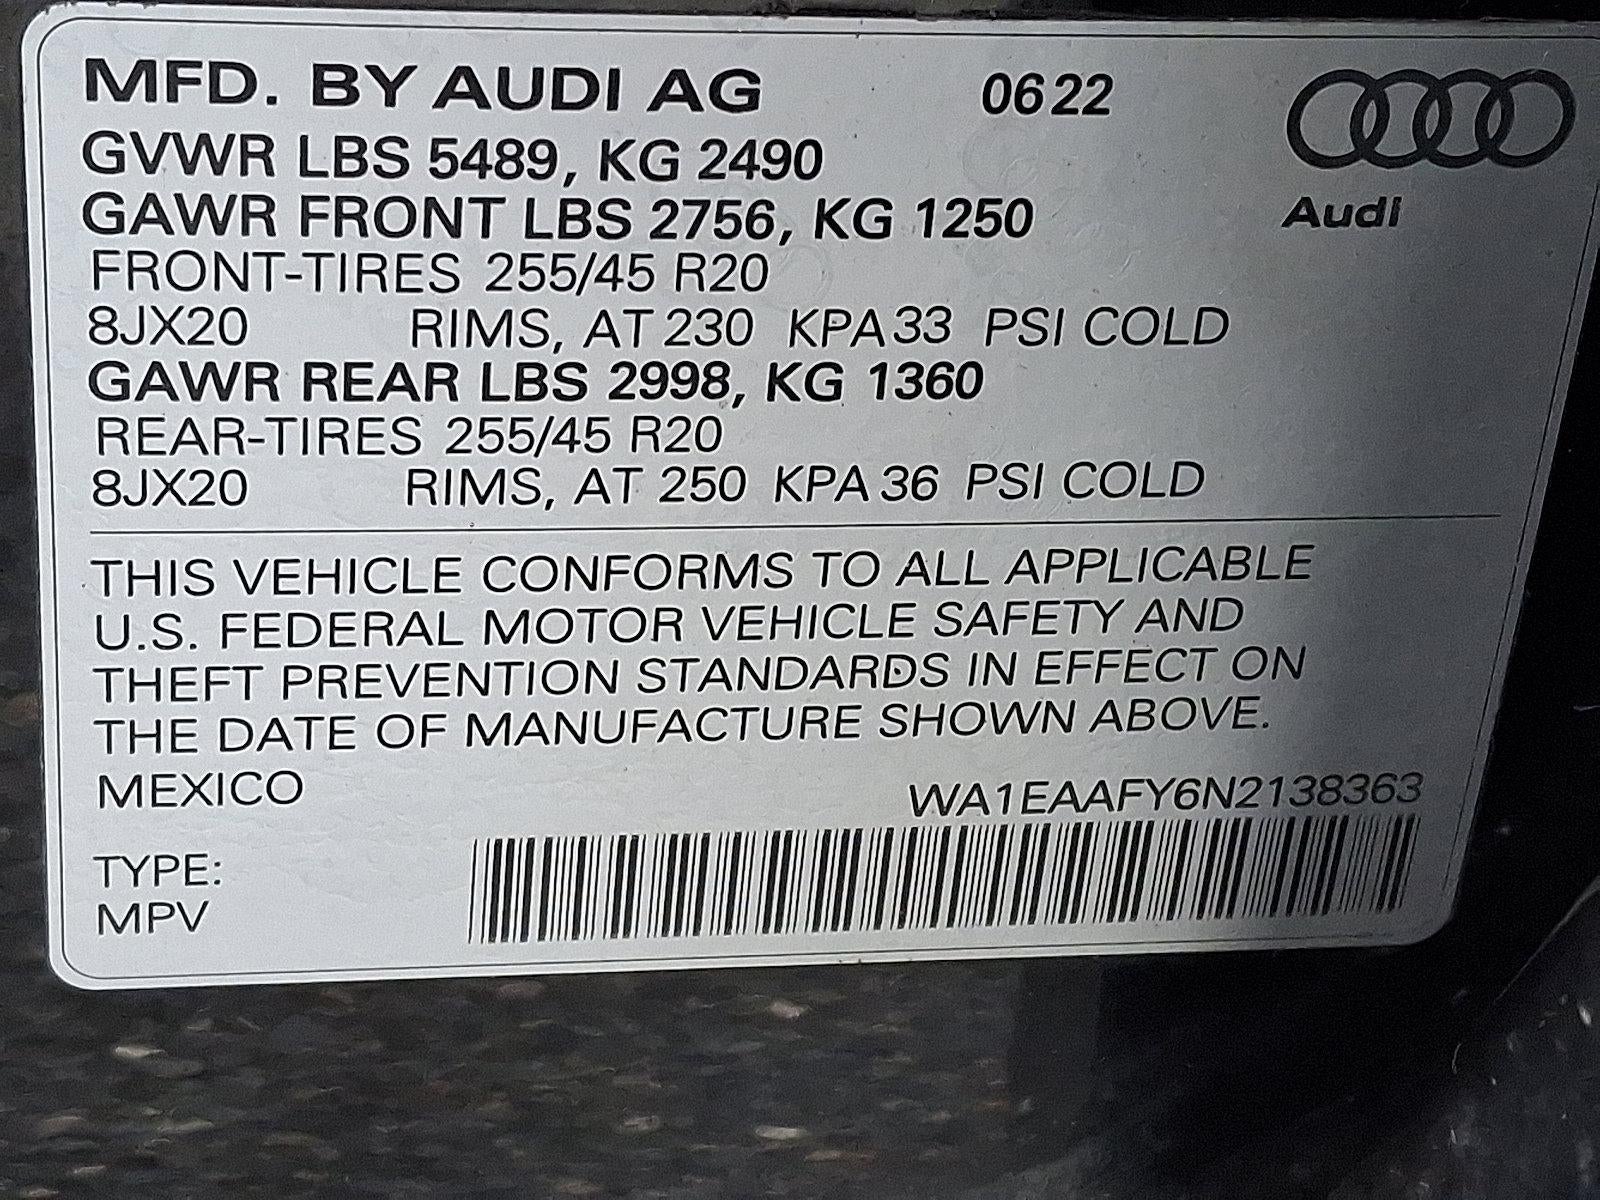 MFD. BY AUDI AG 0622
GVWR LBS 5489, KG 2490
GAWR FRONT LBS 2756, KG 1250
Audi
FRONT-TIRES 255/45 R20
8JX20 RIMS, AT 230 KPA 33 PSI COLD
GAWR REAR LBS 2998, KG 1360
REAR-TIRES 255/45 R20
8JX20 RIMS, AT 250 KPA 36 PSI COLD
THIS VEHICLE CONFORMS TO ALL APPLICABLE
U.S. FEDERAL MOTOR VEHICLE SAFETY AND
THEFT PREVENTION STANDARDS IN EFFECT ON
THE DATE OF MANUFACTURE SHOWN ABOVE.
MEXICO WA1EAAFY6N2138363
TYPE:
MPV